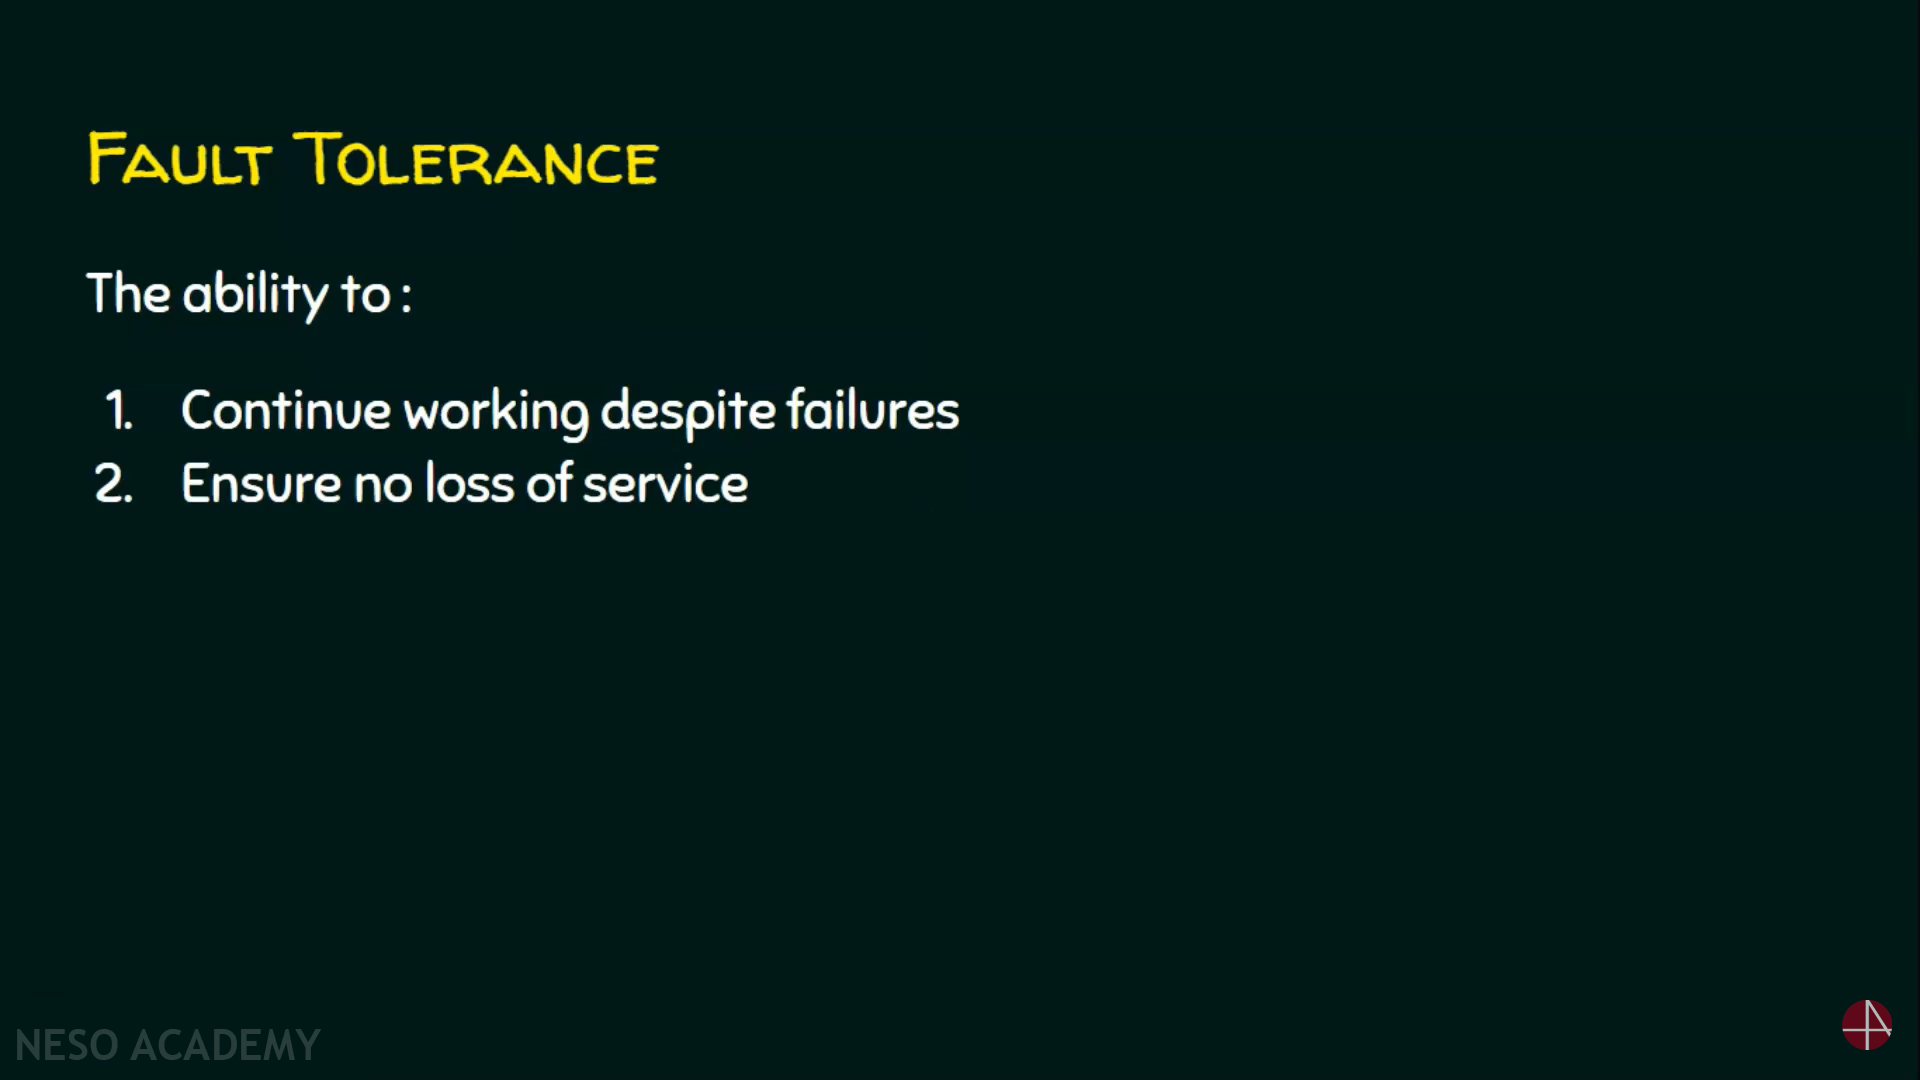 FAULT TOLERANCE
The ability to :
1. Continue working despite failures
2. Ensure no loss of service
NESO ACADEMY